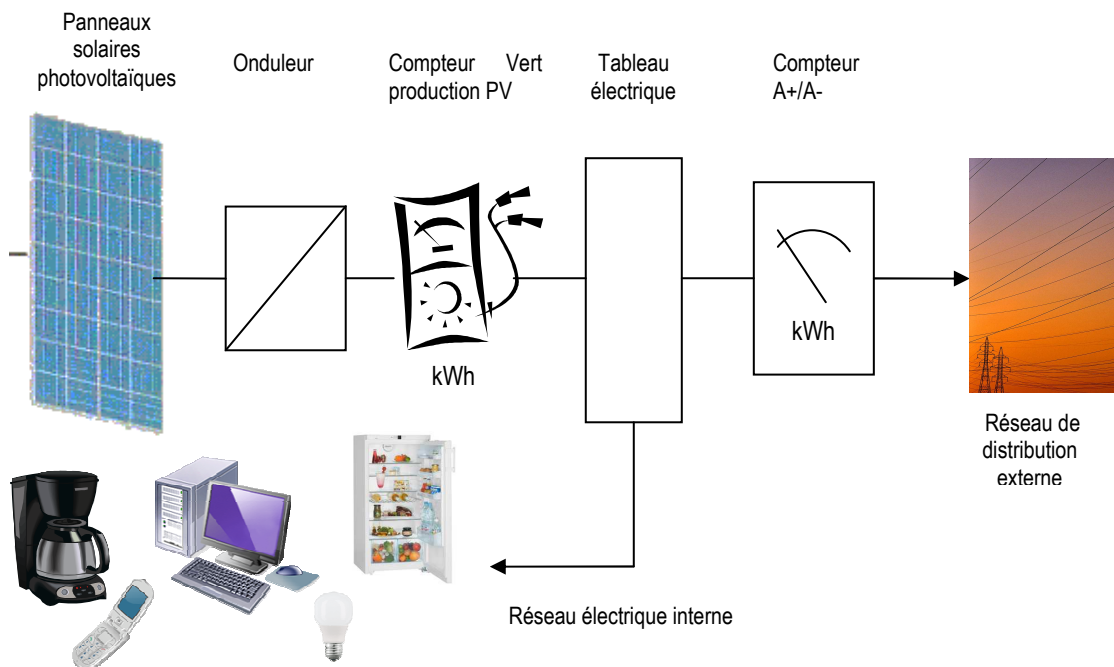 Panneaux
solaires
photovoltaïques
Onduleur
Compteur Vert
production PV
Tableau
électrique
Compteur
A+/A-
kWh
kWh
Réseau de
distribution
externe
Réseau électrique interne